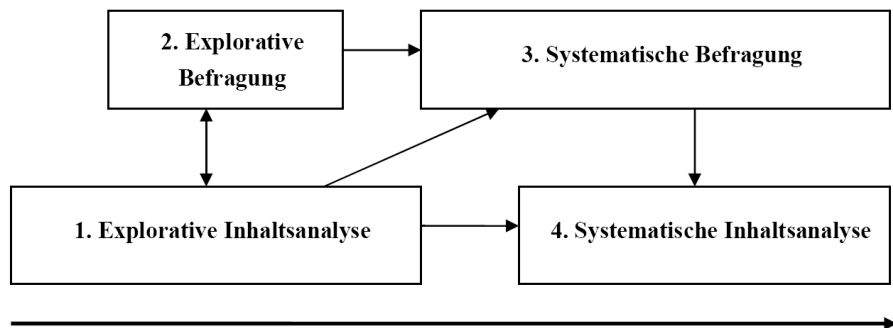 2. Explorative
Befragung
3. Systematische Befragung
1. Explorative Inhaltsanalyse
4. Systematische Inhaltsanalyse